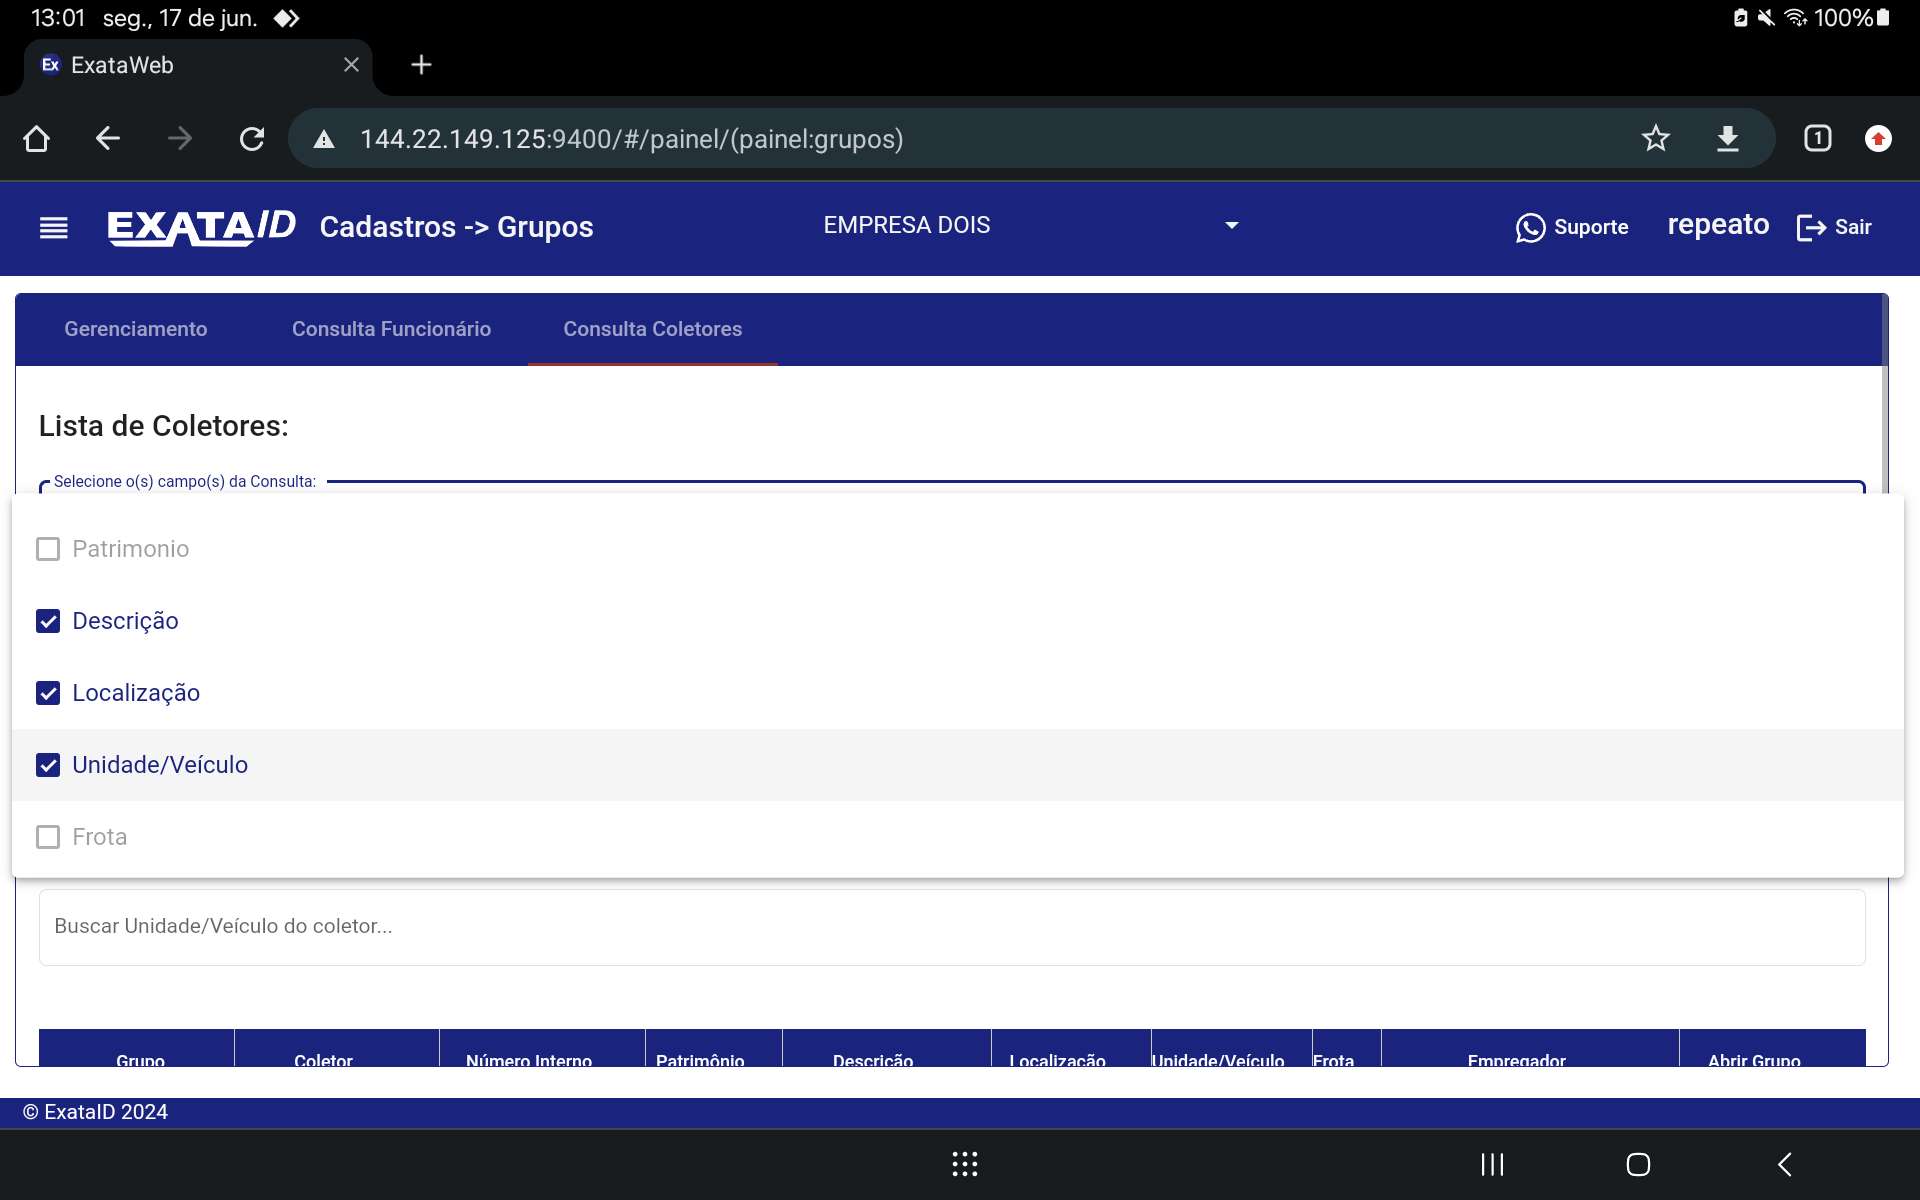 13:01 seg., 17 de jun. 100%
Ex ExataWeb
144.22.149.125:9400/#/painel/(painel:grupos) 1
EXATAID Cadastros -> Grupos EMPRESA DOIS Suporte repeato Sair
Gerenciamento Consulta Funcionário Consulta Coletores
Lista de Coletores:
Selecione o(s) campo(s) da Consulta:
Patrimonio
Descrição
Localização
Unidade/Veículo
Frota
Buscar Unidade/Veículo do coletor...
Grupo Coletor Número Interno Patrimônio Descrição Localização Unidade/Veículo Frota Empregador Abrir Grupo
© ExataID 2024